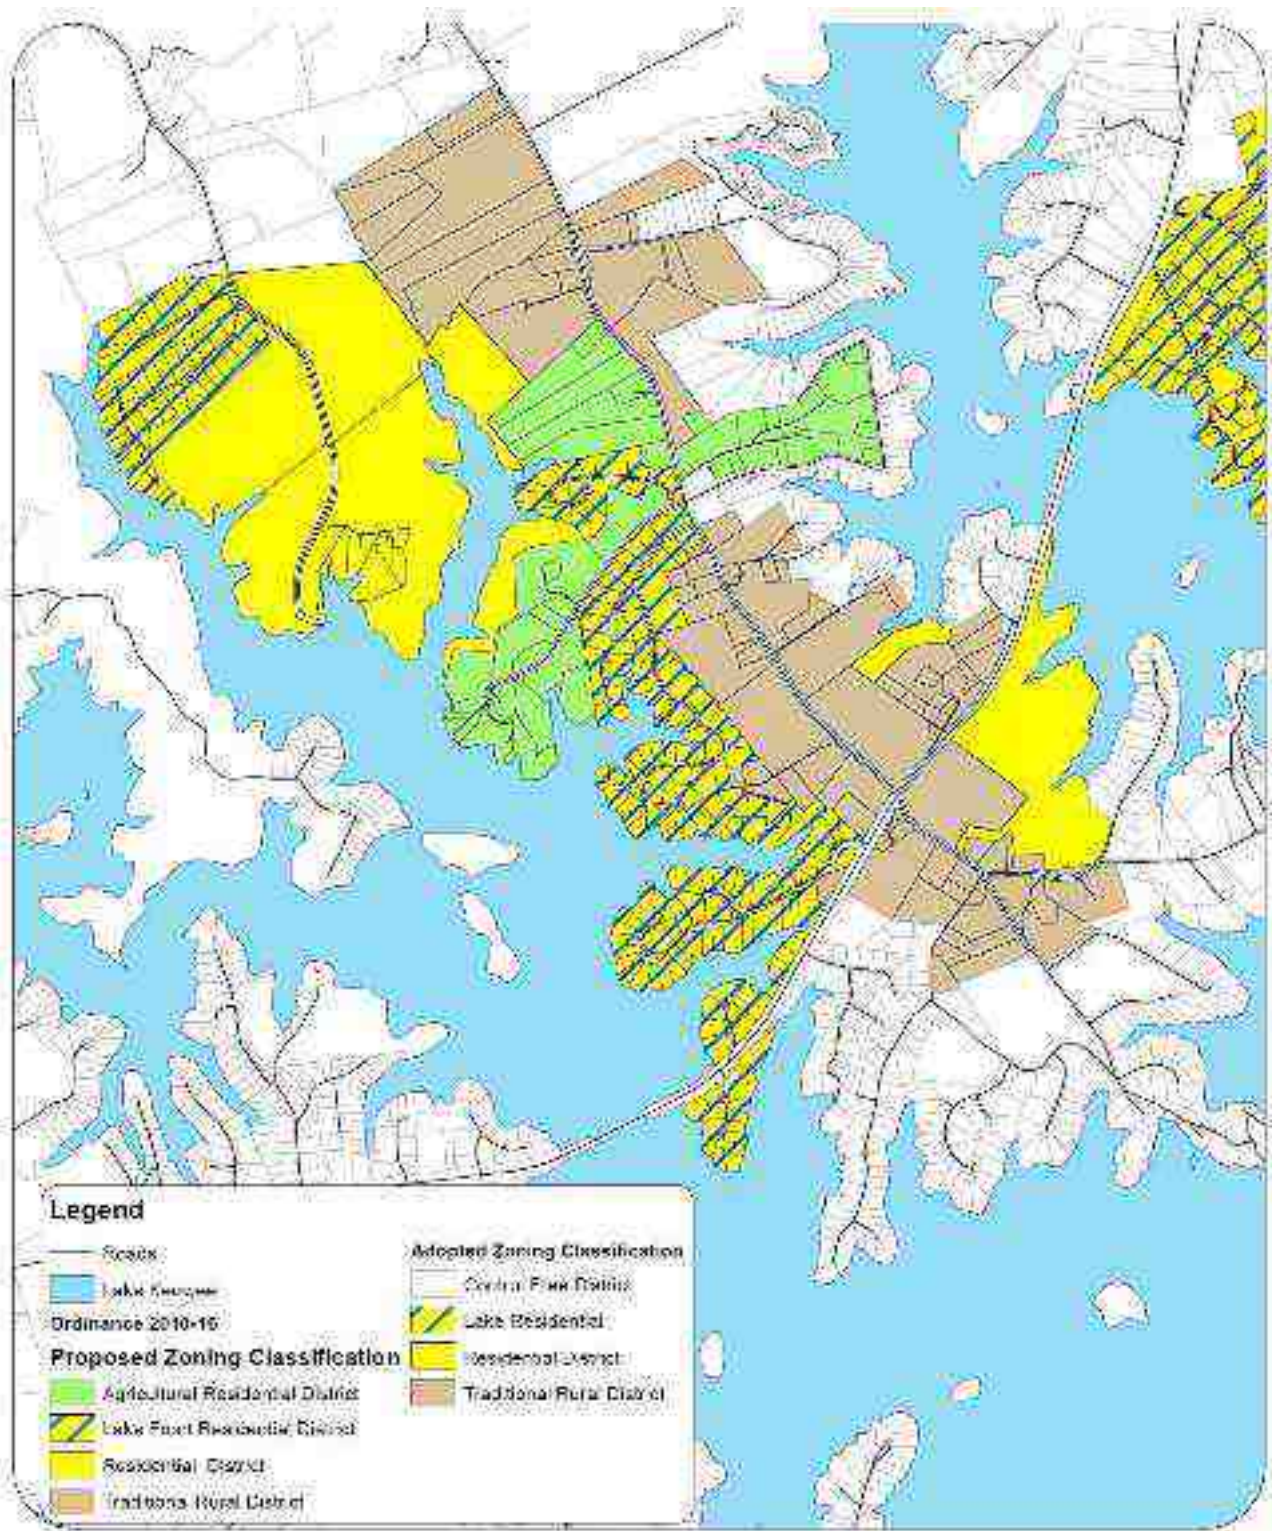 Legend
Roads
Lake Keowee
Ordinance 2010-16
Proposed Zoning Classification
Agricultural Residential District
Lake Front Residential District
Residential District
Traditional Rural District
Adopted Zoning Classification
Control Free District
Lake Residential
Residential District
Traditional Rural District